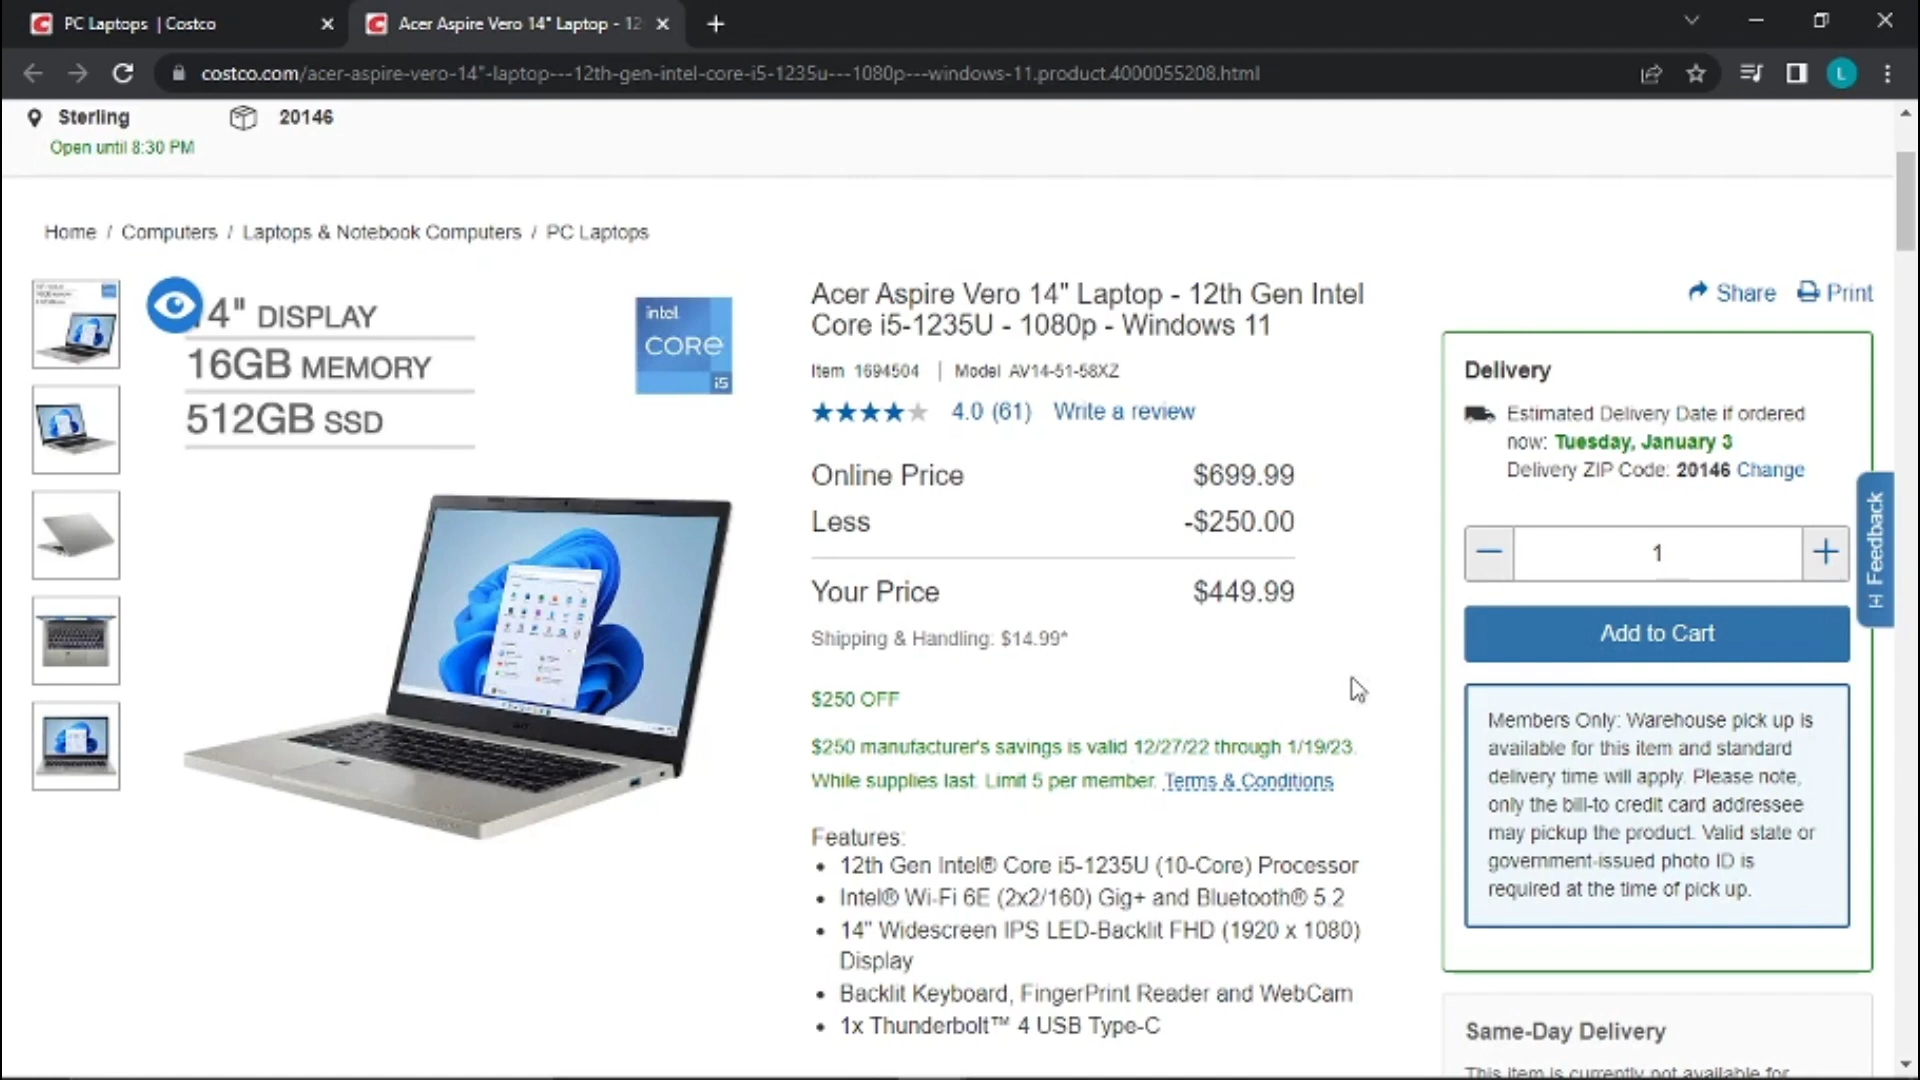 PC Laptops | Costco
Acer Aspire Vero 14" Laptop - 12
costco.com/acer-aspire-vero-14"-laptop---12th-gen-intel-core-i5-1235u---1080p---windows-11.product.4000055208.html
L
Sterling
20146
Open until 8:30 PM
Home / Computers / Laptops & Notebook Computers / PC Laptops
4" DISPLAY
16GB MEMORY
512GB SSD
intel
CORE
i5
Acer Aspire Vero 14" Laptop - 12th Gen Intel
Core i5-1235U - 1080p - Windows 11
Item 1694504 | Model AV14-51-58XZ
4.0 (61) Write a review
Online Price $699.99
Less -$250.00
Your Price $449.99
Shipping & Handling: $14.99*
$250 OFF
$250 manufacturer's savings is valid 12/27/22 through 1/19/23.
While supplies last. Limit 5 per member. Terms & Conditions
Features:
• 12th Gen Intel® Core i5-1235U (10-Core) Processor
• Intel® Wi-Fi 6E (2x2/160) Gig+ and Bluetooth® 5.2
• 14" Widescreen IPS LED-Backlit FHD (1920 x 1080)
Display
• Backlit Keyboard, FingerPrint Reader and WebCam
• 1x Thunderbolt™ 4 USB Type-C
Share Print
Delivery
Estimated Delivery Date if ordered
now: Tuesday, January 3
Delivery ZIP Code: 20146 Change
1
Add to Cart
Members Only: Warehouse pick up is
available for this item and standard
delivery time will apply. Please note,
only the bill-to credit card addressee
may pickup the product. Valid state or
government-issued photo ID is
required at the time of pick up.
Same-Day Delivery
This item is currently not available for
Feedback